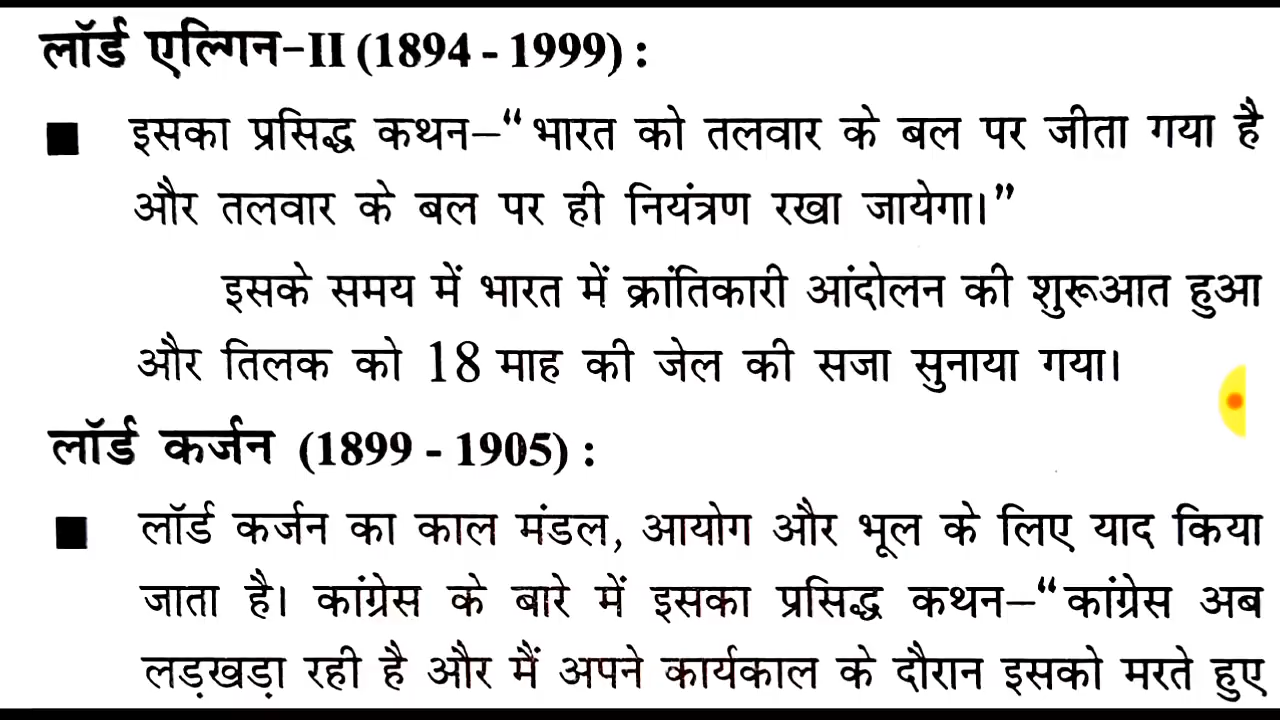 लॉर्ड एल्गिन–II (1894 - 1999) :
■ इसका प्रसिद्ध कथन–“भारत को तलवार के बल पर जीता गया है
और तलवार के बल पर ही नियंत्रण रखा जायेगा।”
इसके समय में भारत में क्रांतिकारी आंदोलन की शुरूआत हुआ
और तिलक को 18 माह की जेल की सजा सुनाया गया।
लॉर्ड कर्जन (1899 - 1905) :
■ लॉर्ड कर्जन का काल मंडल, आयोग और भूल के लिए याद किया
जाता है। कांग्रेस के बारे में इसका प्रसिद्ध कथन–“कांग्रेस अब
लड़खड़ा रही है और मैं अपने कार्यकाल के दौरान इसको मरते हुए